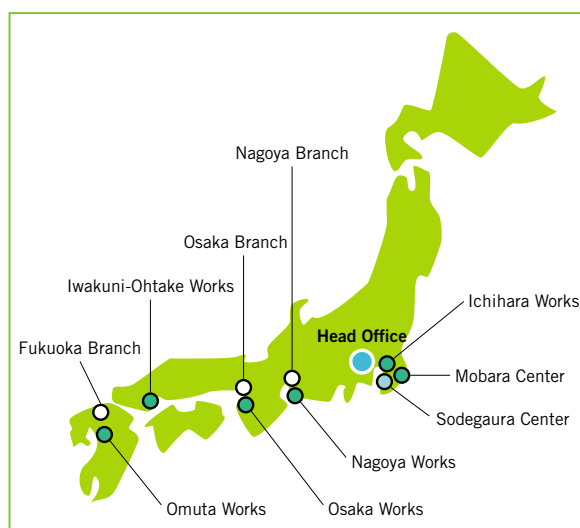 Nagoya Branch
Osaka Branch
Iwakuni-Ohtake Works
Ichihara Works
Head Office
Fukuoka Branch
Mobara Center
Sodegaura Center
Nagoya Works
Omuta Works
Osaka Works